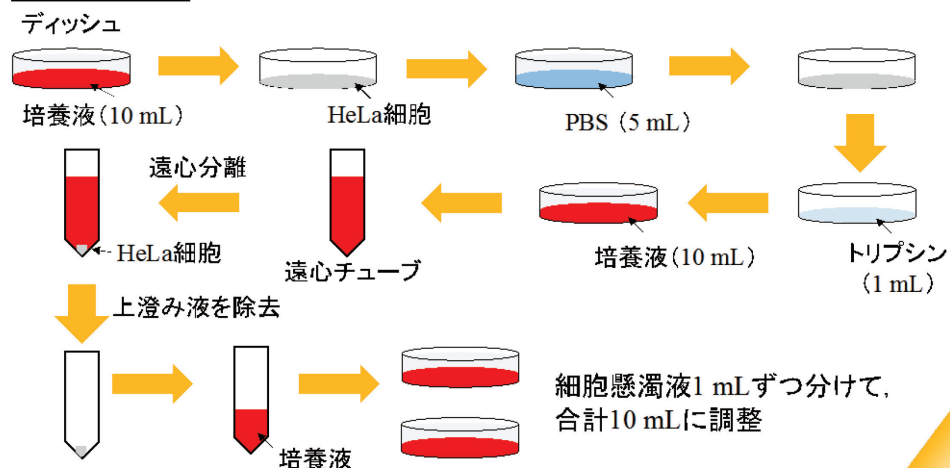 ディッシュ
培養液(10 mL)
HeLa細胞
PBS (5 mL)
トリプシン
(1 mL)
培養液(10 mL)
遠心チューブ
遠心分離
HeLa細胞
上澄み液を除去
培養液
細胞懸濁液1 mLずつ分けて,
合計10 mLに調整